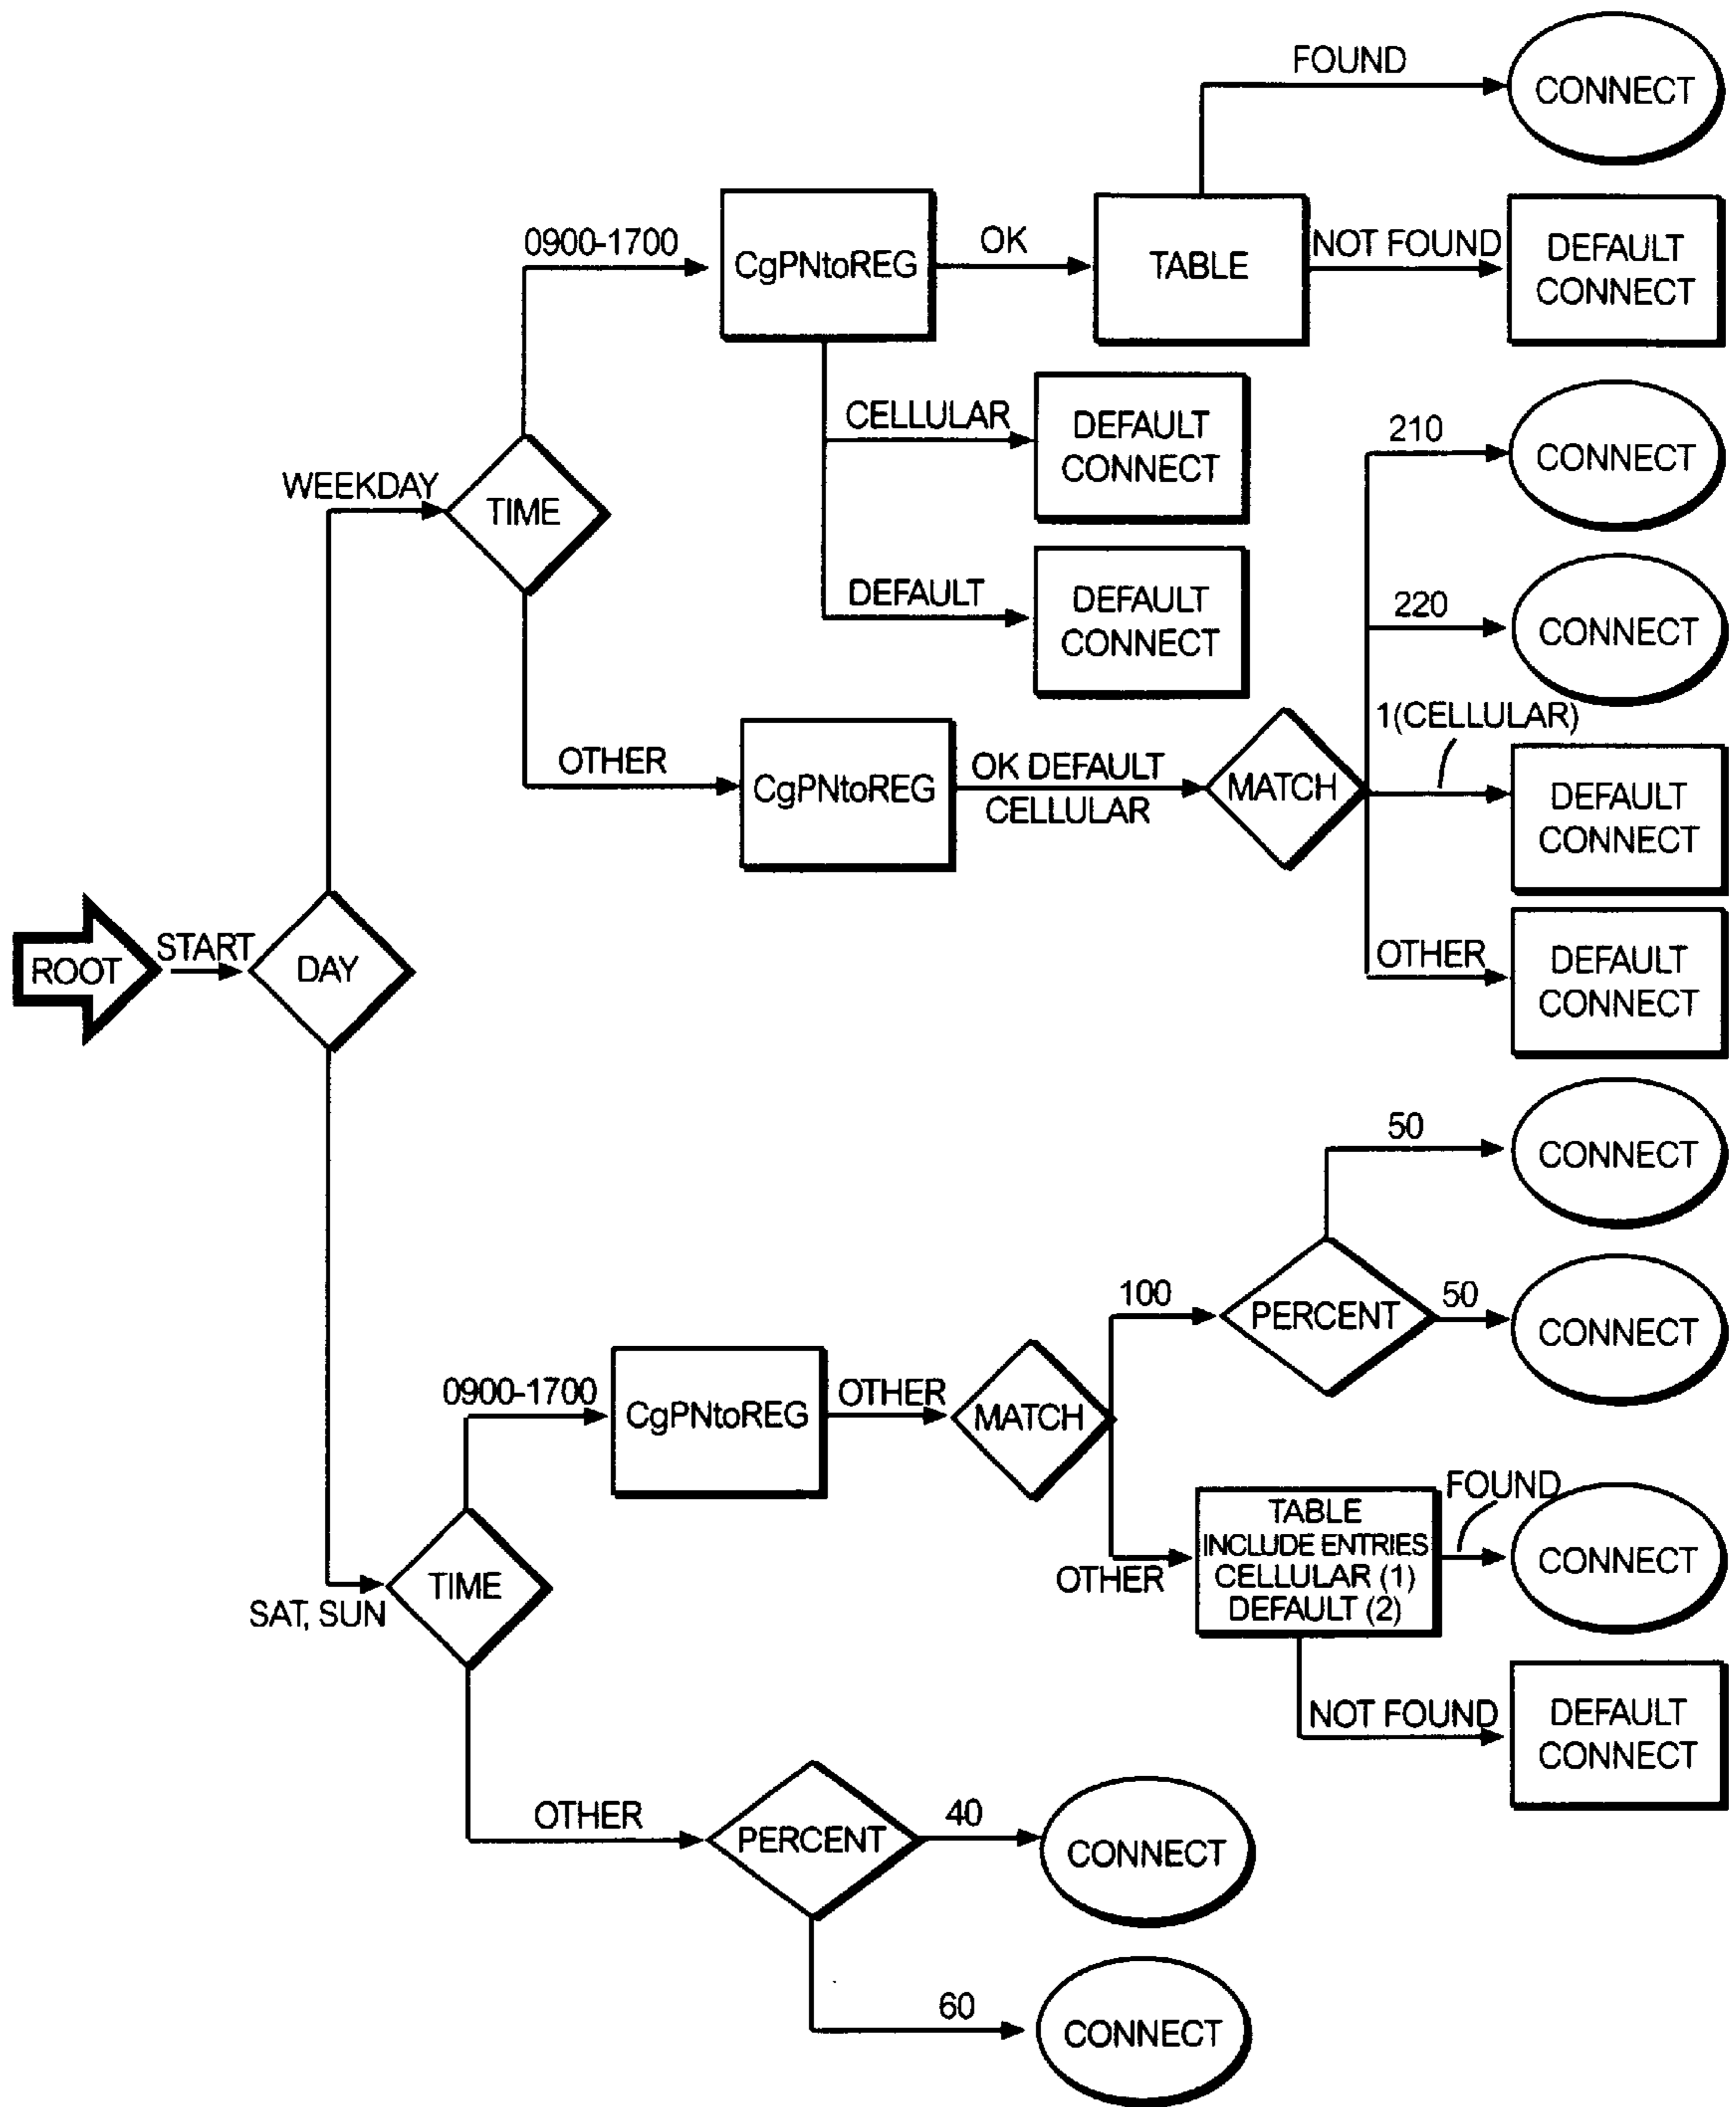 FOUND
CONNECT
0900-1700
CgPNtoREG
OK
TABLE
NOT FOUND
DEFAULT
CONNECT
CELLULAR
DEFAULT
CONNECT
DEFAULT
DEFAULT
CONNECT
WEEKDAY
TIME
210
CONNECT
220
CONNECT
OTHER
CgPNtoREG
OK DEFAULT
CELLULAR
MATCH
1(CELLULAR)
DEFAULT
CONNECT
OTHER
DEFAULT
CONNECT
ROOT
START
DAY
50
CONNECT
100
PERCENT
50
CONNECT
0900-1700
CgPNtoREG
OTHER
MATCH
OTHER
TABLE
INCLUDE ENTRIES
CELLULAR (1)
DEFAULT (2)
FOUND
CONNECT
SAT, SUN
TIME
NOT FOUND
DEFAULT
CONNECT
OTHER
PERCENT
40
CONNECT
60
CONNECT